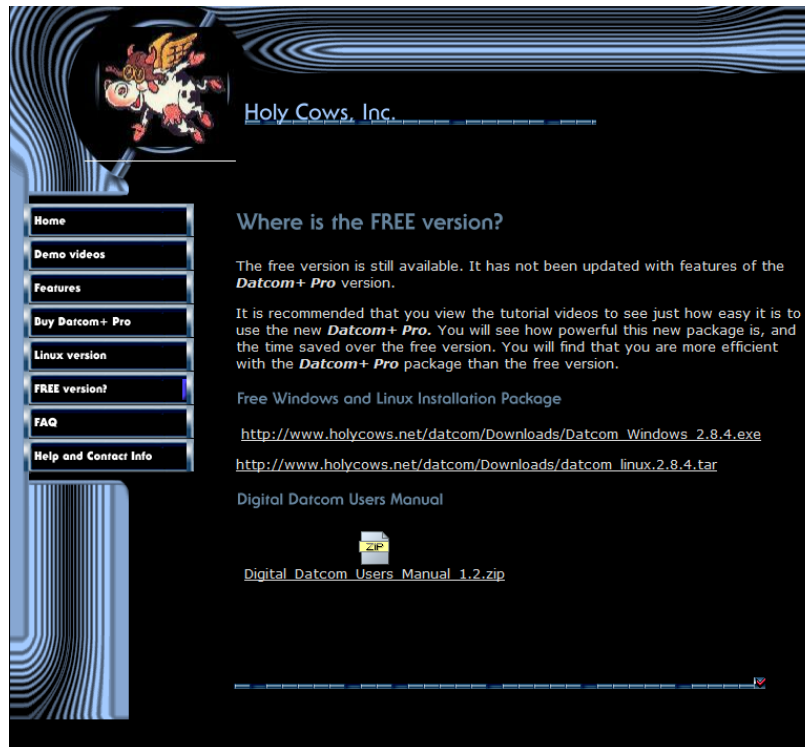 Holy Cows, Inc.
Home
Demo videos
Features
Buy Datcom+ Pro
Linux version
FREE version?
FAQ
Help and Contact Info
Where is the FREE version?
The free version is still available. It has not been updated with features of the
Datcom+ Pro version.
It is recommended that you view the tutorial videos to see just how easy it is to
use the new Datcom+ Pro. You will see how powerful this new package is, and
the time saved over the free version. You will find that you are more efficient
with the Datcom+ Pro package than the free version.
Free Windows and Linux Installation Package
http://www.holycows.net/datcom/Downloads/Datcom_Windows_2.8.4.exe
http://www.holycows.net/datcom/Downloads/datcom_linux.2.8.4.tar
Digital Datcom Users Manual
ZIP
Digital_Datcom_Users_Manual_1.2.zip